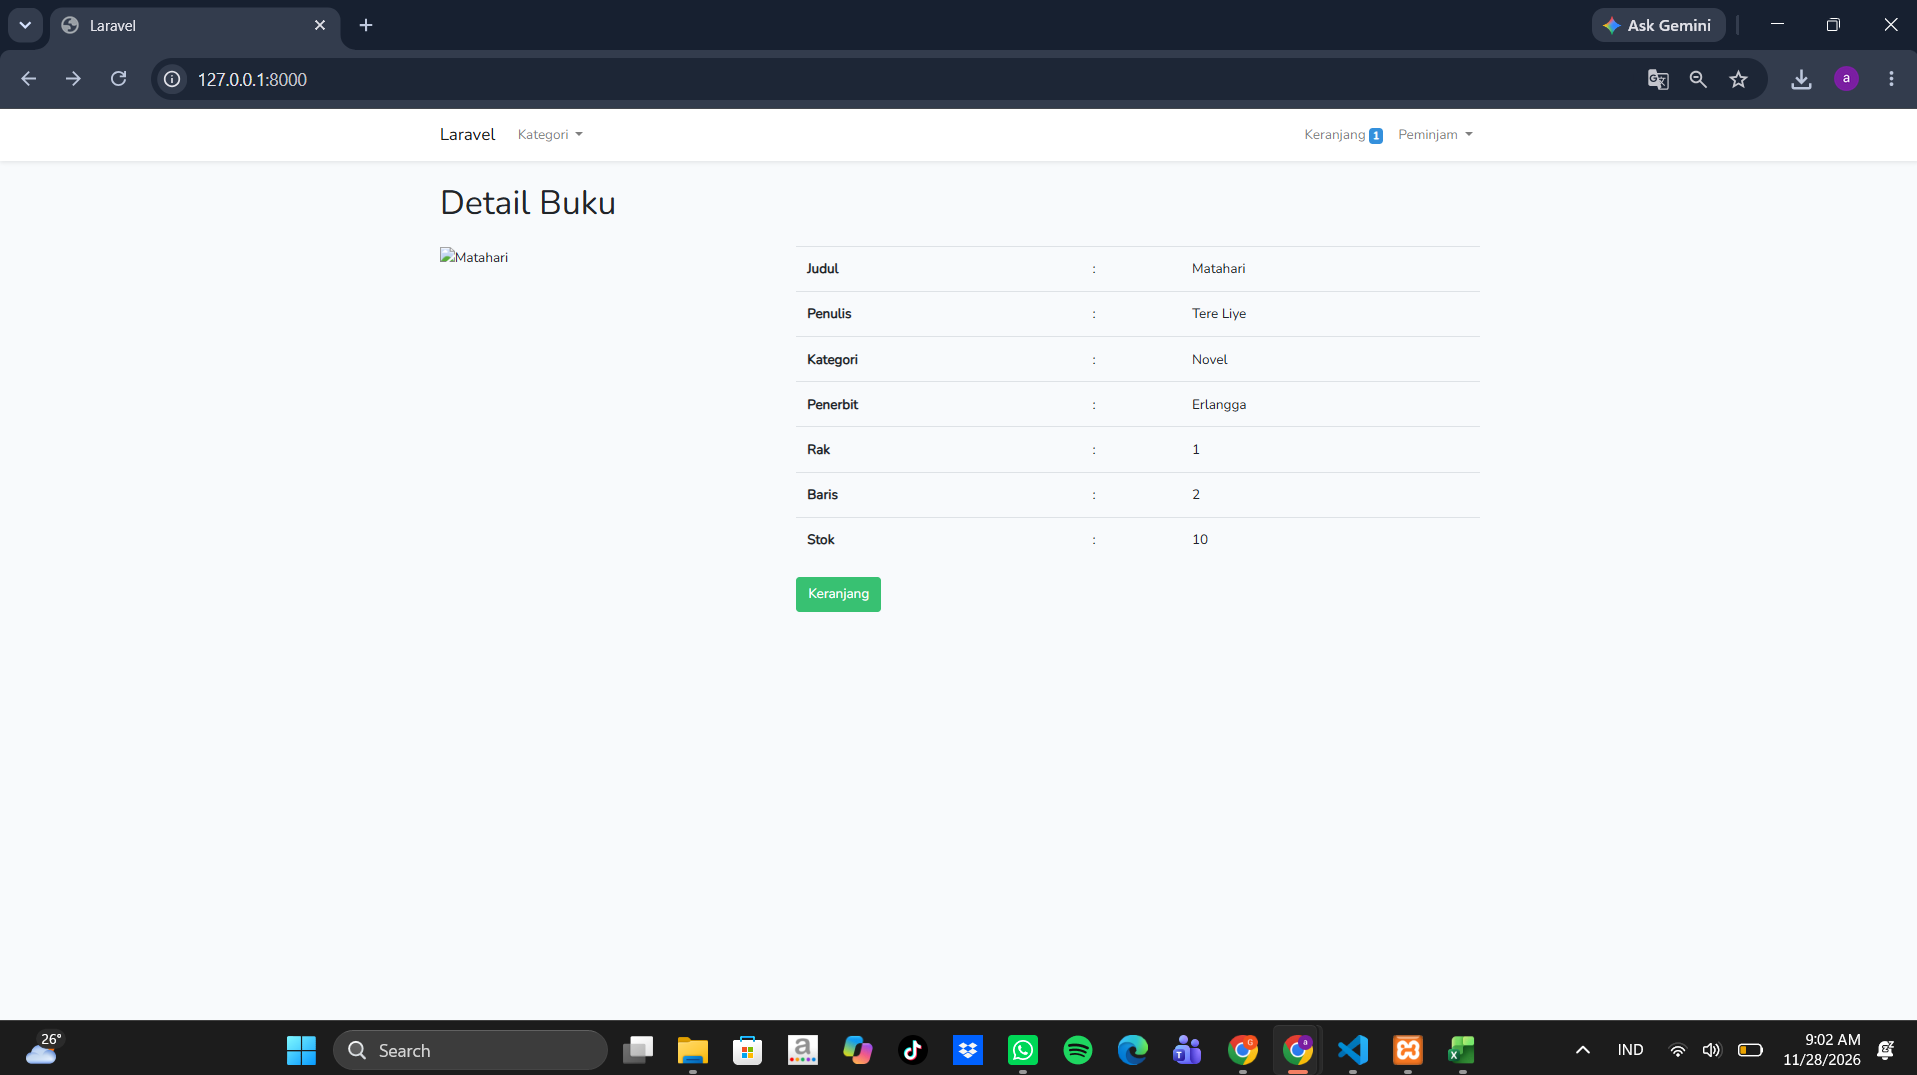 Laravel
Ask Gemini
127.0.0.1:8000
a
Laravel Kategori Keranjang 1 Peminjam
Detail Buku
Matahari
Judul : Matahari
Penulis : Tere Liye
Kategori : Novel
Penerbit : Erlangga
Rak : 1
Baris : 2
Stok : 10
Keranjang
26°
Search
IND
9:02 AM
11/28/2026